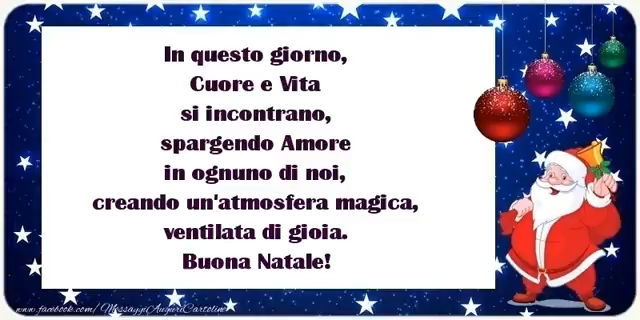 In questo giorno,
Cuore e Vita
si incontrano,
spargendo Amore
in ognuno di noi,
creando un'atmosfera magica,
ventilata di gioia.
Buona Natale!
www.facebook.com/MessaggiAuguriCartoline